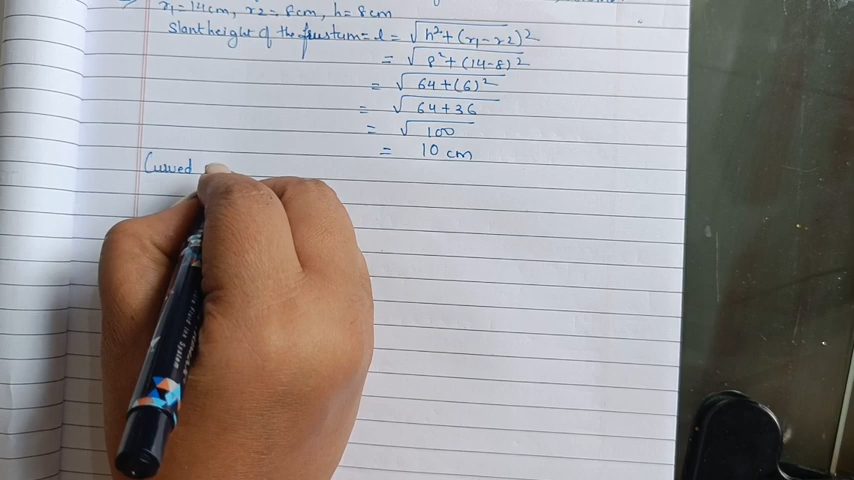 r₁ = 14cm, r2 = 8cm, h = 8cm
Slant height of the frustum = l = √h²+(r₁-r2)²
= √8²+(14-8)²
= √64+(6)²
= √64+36
= √100
= 10 cm
Curved